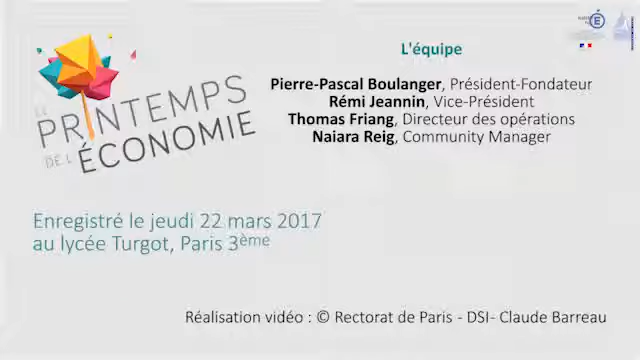 L'équipe
Pierre-Pascal Boulanger, Président-Fondateur
Rémi Jeannin, Vice-Président
Thomas Friang, Directeur des opérations
Naiara Reig, Community Manager
LE
PRINTEMPS
DE L'ÉCONOMIE
Enregistré le jeudi 22 mars 2017
au lycée Turgot, Paris 3ème
Réalisation vidéo : © Rectorat de Paris - DSI- Claude Barreau